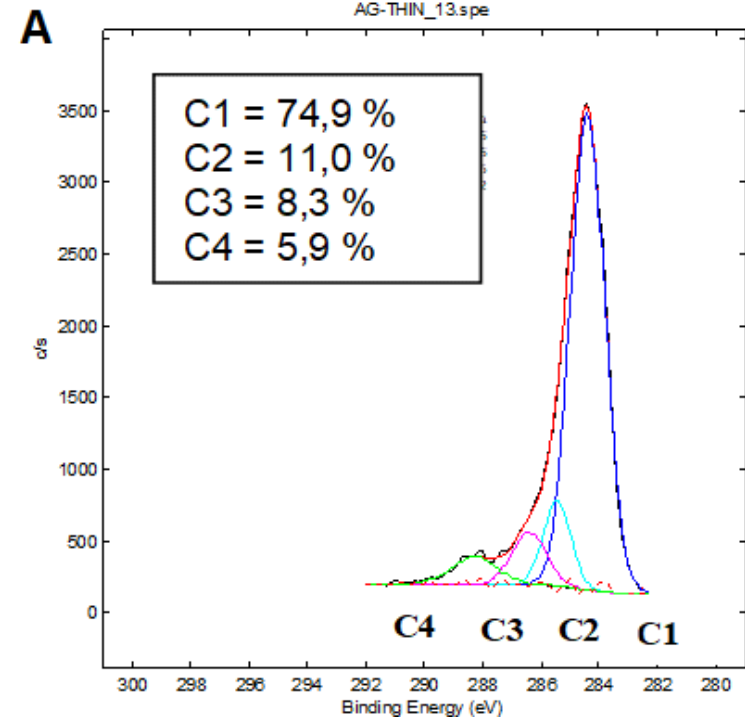 A
AG-THIN_13.spe
C1 = 74,9 %
C2 = 11,0 %
C3 = 8,3 %
C4 = 5,9 %
3500
3000
2500
2000
1500
1000
500
0
c/s
C4 C3 C2 C1
300 298 296 294 292 290 288 286 284 282 280
Binding Energy (eV)